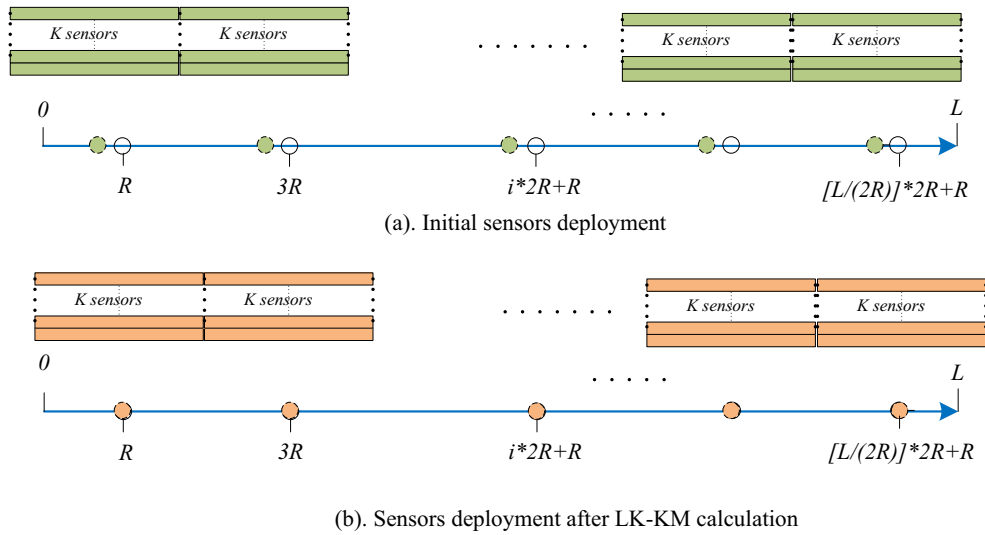 K sensors K sensors K sensors K sensors
0 L
R 3R i*2R+R [L/(2R)]*2R+R
(a). Initial sensors deployment
K sensors K sensors K sensors K sensors
0 L
R 3R i*2R+R [L/(2R)]*2R+R
(b). Sensors deployment after LK-KM calculation